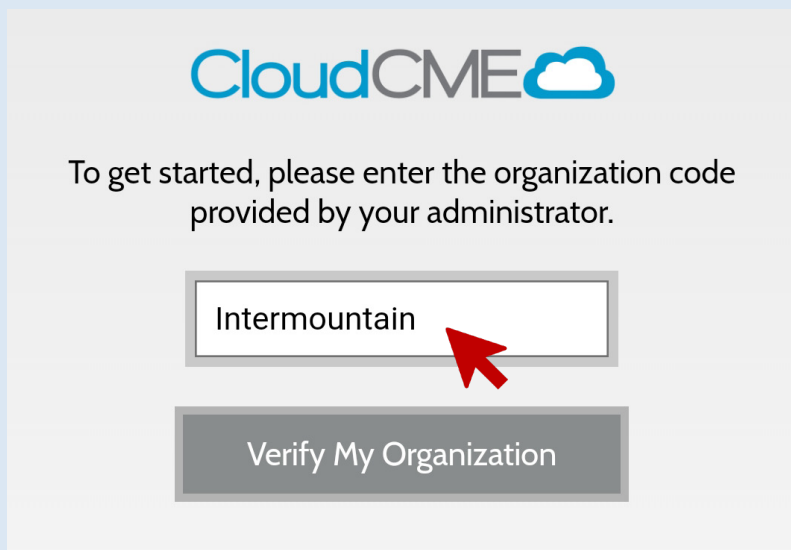 CloudCME
To get started, please enter the organization code
provided by your administrator.
Intermountain
Verify My Organization